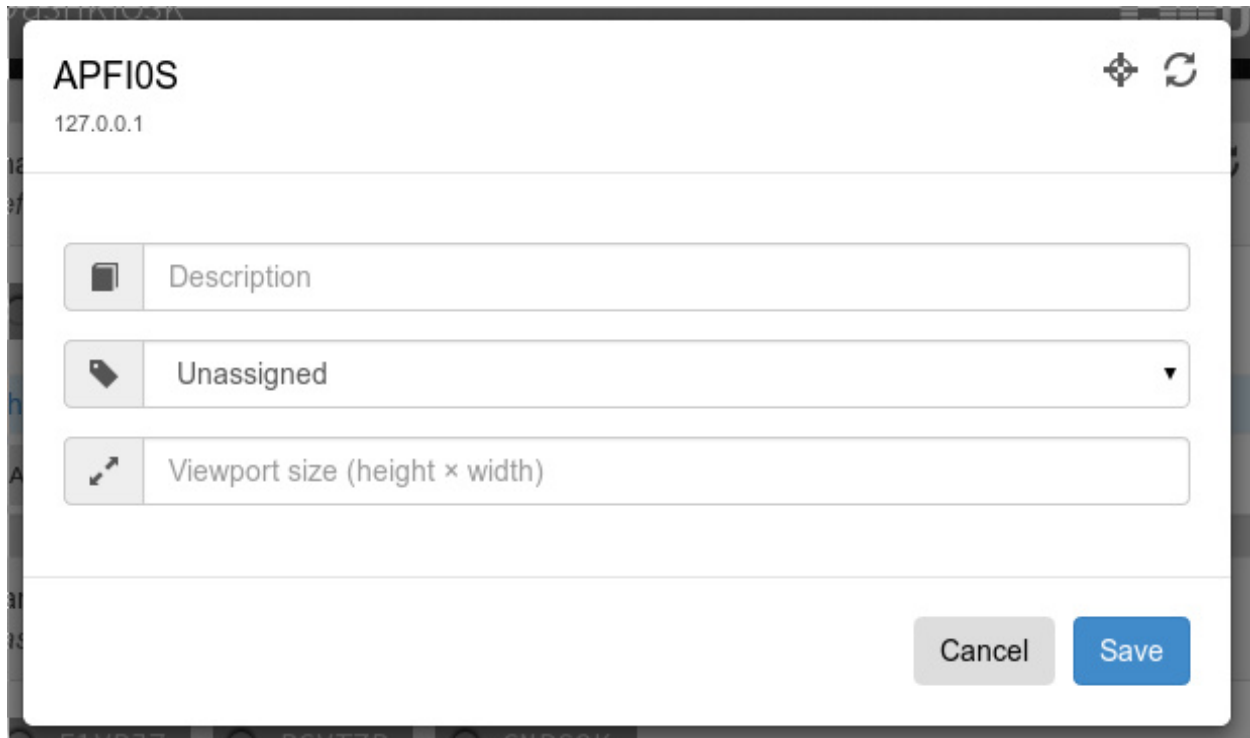 APFI0S
127.0.0.1
Description
Unassigned
Viewport size (height × width)
Cancel
Save